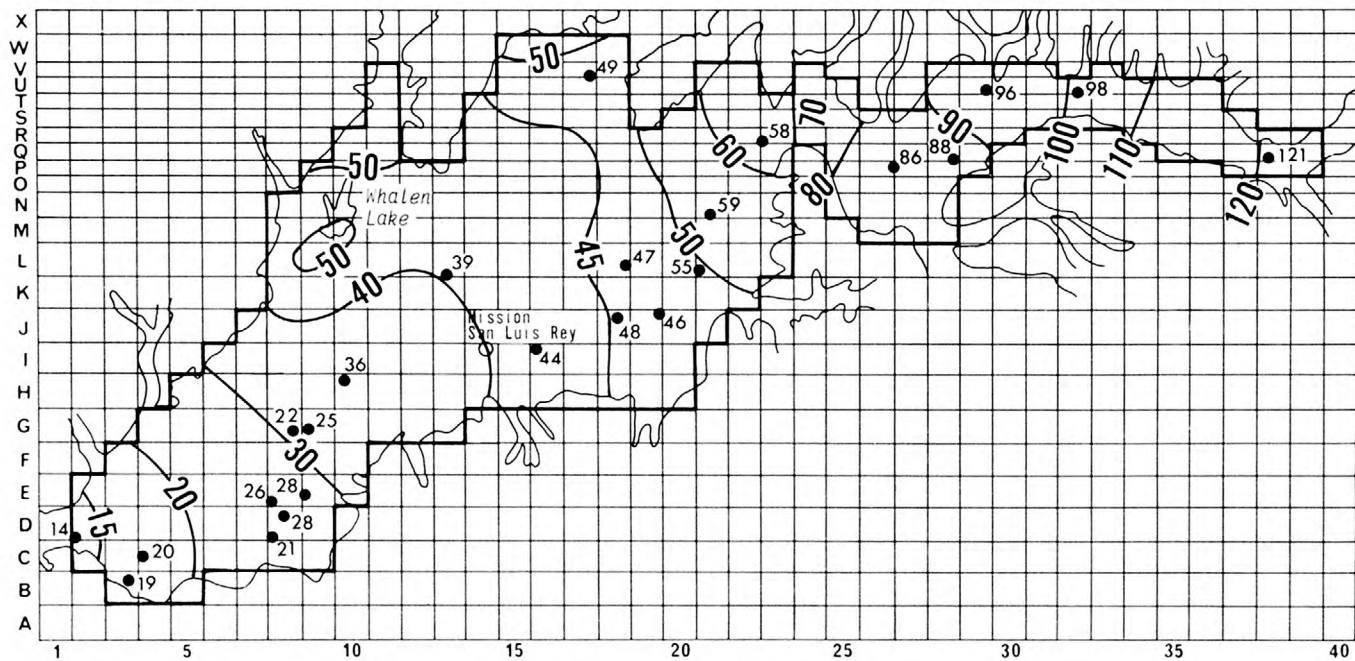 X
W
50
V
49
U
96
98
T
70
S
90
R
58
100
110
Q
50
60
88
121
P
86
80
O
Whalen
Lake
N
59
120
M
50
50
45
47
L
39
55
40
K
Mission
San Luis Rey
J
48
46
44
I
36
H
22
25
G
30
F
20
26
28
E
15
28
14
D
21
20
C
19
B
A
1 5 10 15 20 25 30 35 40